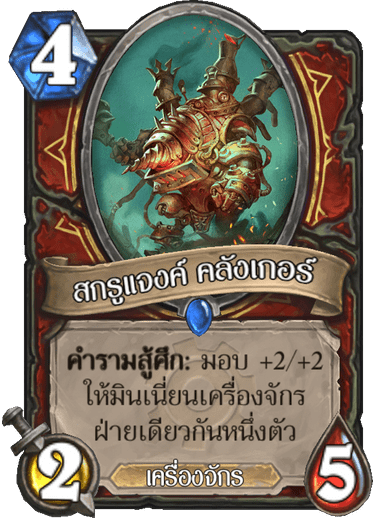 4
สกรูแจงค์ คลังเกอร์
คำรามสู้ศึก: มอบ +2/+2
ให้มินเนี่ยนเครื่องจักร
ฝ่ายเดียวกันหนึ่งตัว
2
เครื่องจักร
5